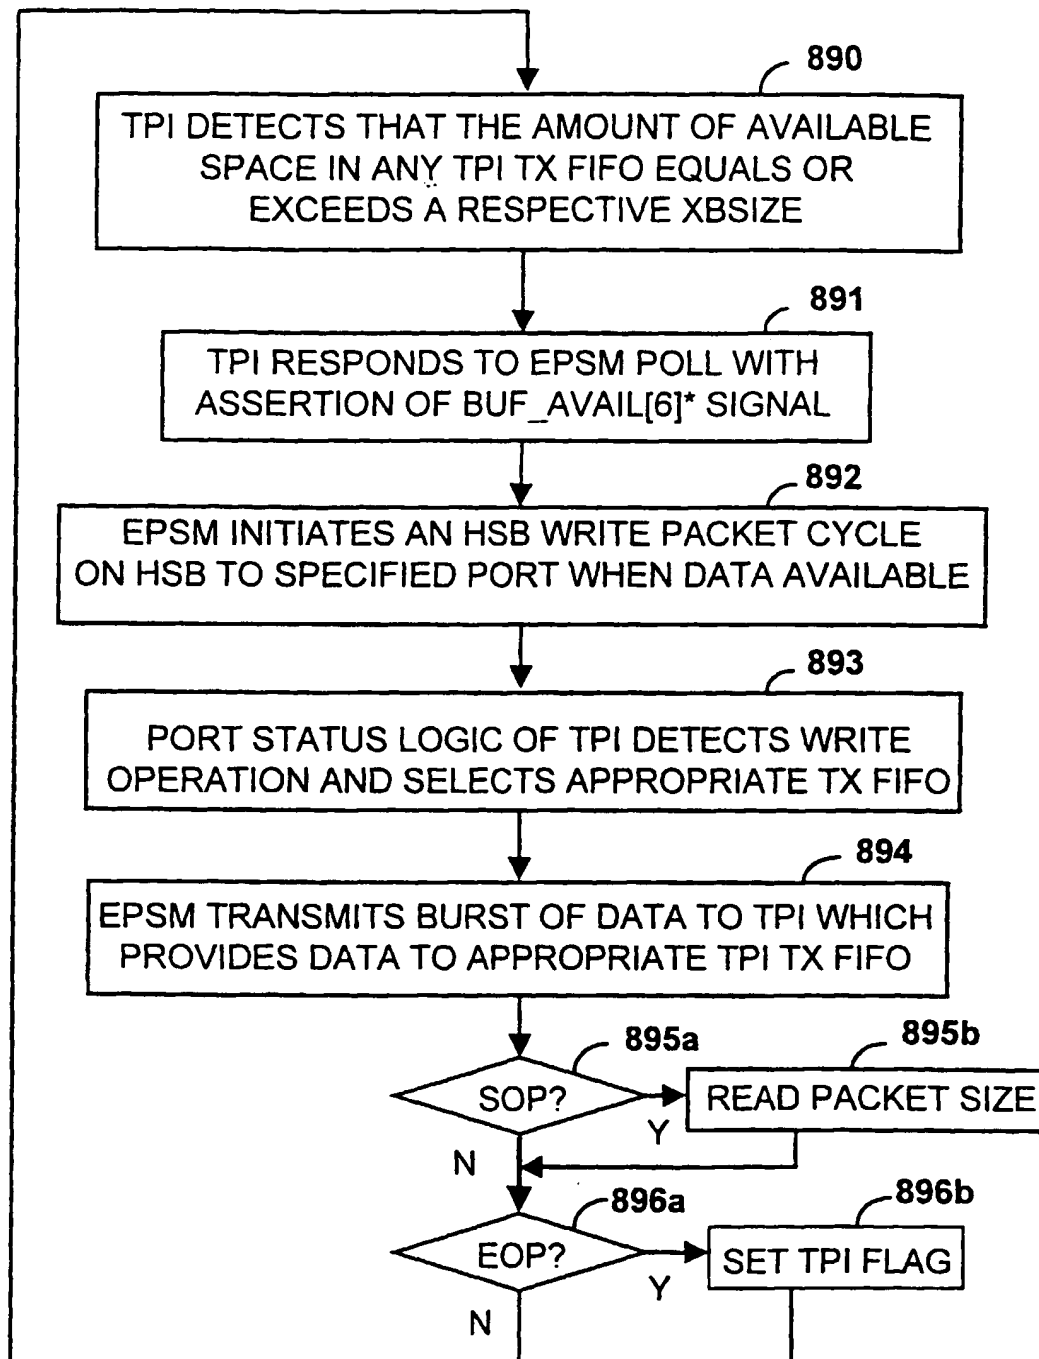 890
TPI DETECTS THAT THE AMOUNT OF AVAILABLE
SPACE IN ANY TPI TX FIFO EQUALS OR
EXCEEDS A RESPECTIVE XBSIZE
891
TPI RESPONDS TO EPSM POLL WITH
ASSERTION OF BUF_AVAIL[6]* SIGNAL
892
EPSM INITIATES AN HSB WRITE PACKET CYCLE
ON HSB TO SPECIFIED PORT WHEN DATA AVAILABLE
893
PORT STATUS LOGIC OF TPI DETECTS WRITE
OPERATION AND SELECTS APPROPRIATE TX FIFO
894
EPSM TRANSMITS BURST OF DATA TO TPI WHICH
PROVIDES DATA TO APPROPRIATE TPI TX FIFO
895a
895b
SOP?
Y
READ PACKET SIZE
N
896a
896b
EOP?
Y
SET TPI FLAG
N